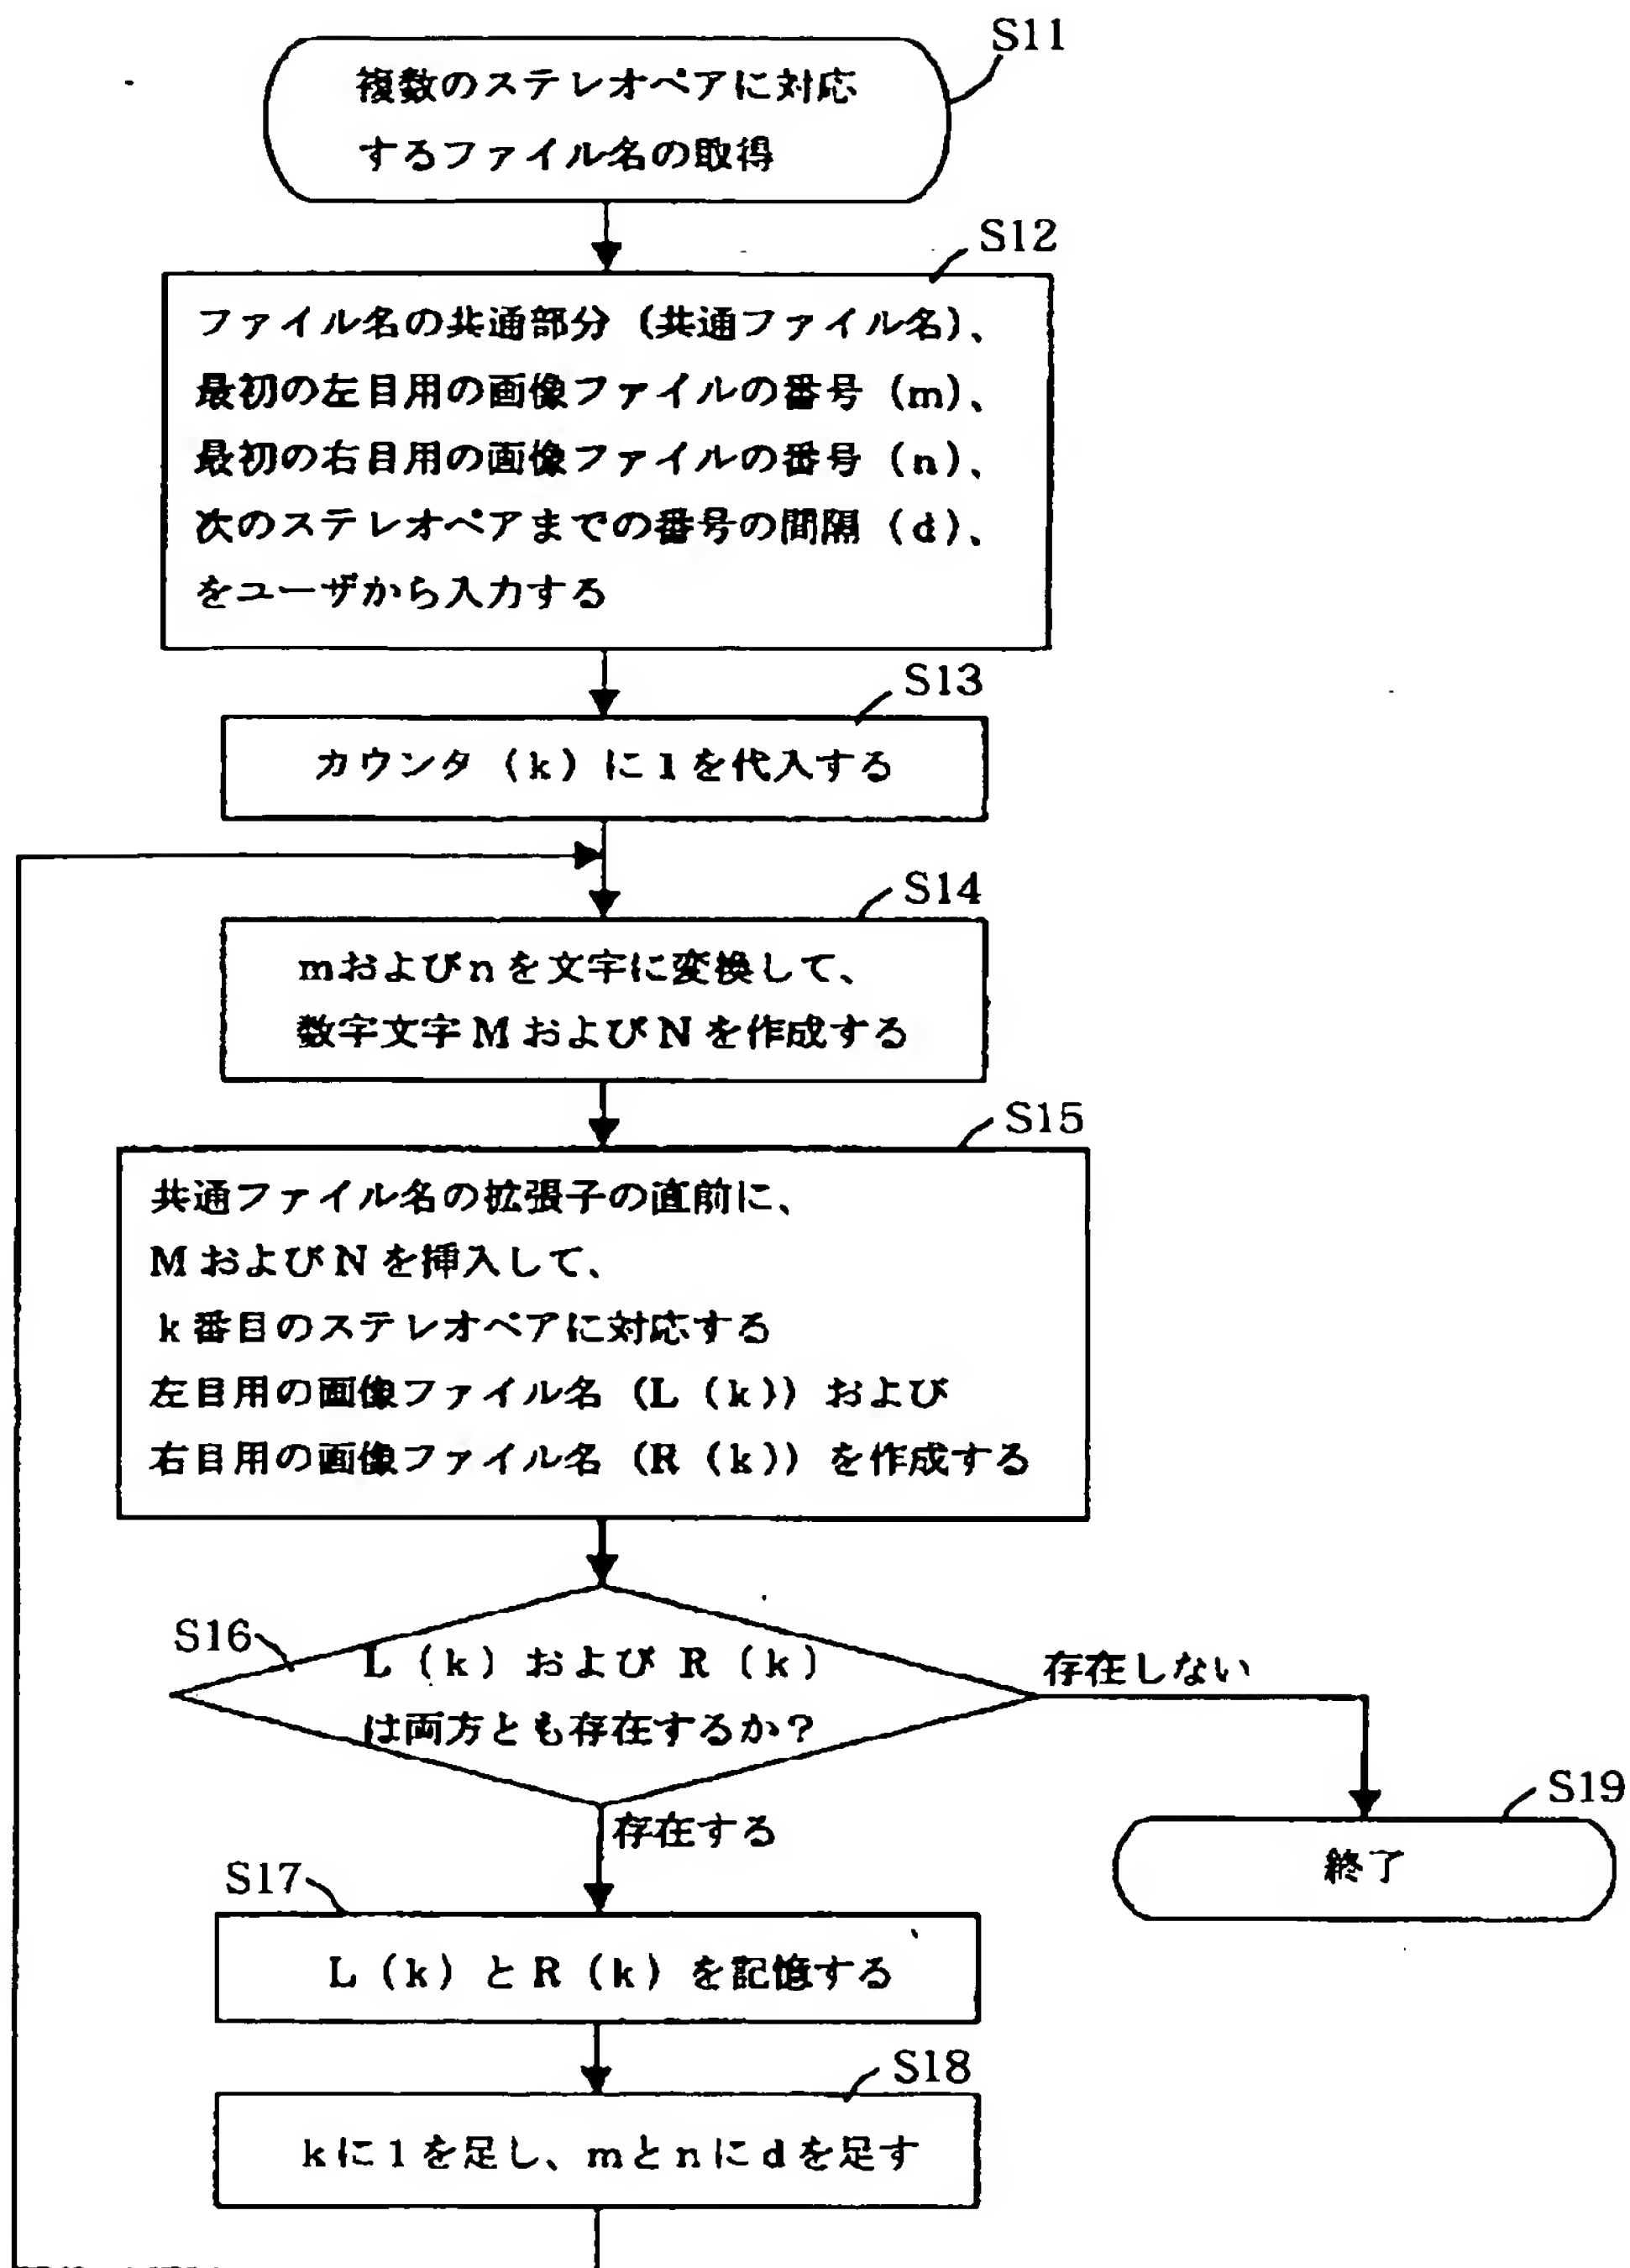 S11
複数のステレオペアに対応
するファイル名の取得
S12
ファイル名の共通部分(共通ファイル名)、
最初の左目用の画像ファイルの番号(m)、
最初の右目用の画像ファイルの番号(n)、
次のステレオペアまでの番号の間隔(d)、
をユーザから入力する
S13
カウンタ(k)に1を代入する
S14
mおよびnを文字に変換して、
数字文字MおよびNを作成する
S15
共通ファイル名の拡張子の直前に、
MおよびNを挿入して、
k番目のステレオペアに対応する
左目用の画像ファイル名(L(k))および
右目用の画像ファイル名(R(k))を作成する
S16
L(k)およびR(k)
は両方とも存在するか?
存在しない
存在する
S19
終了
S17
L(k)とR(k)を記憶する
S18
kに1を足し、mとnにdを足す